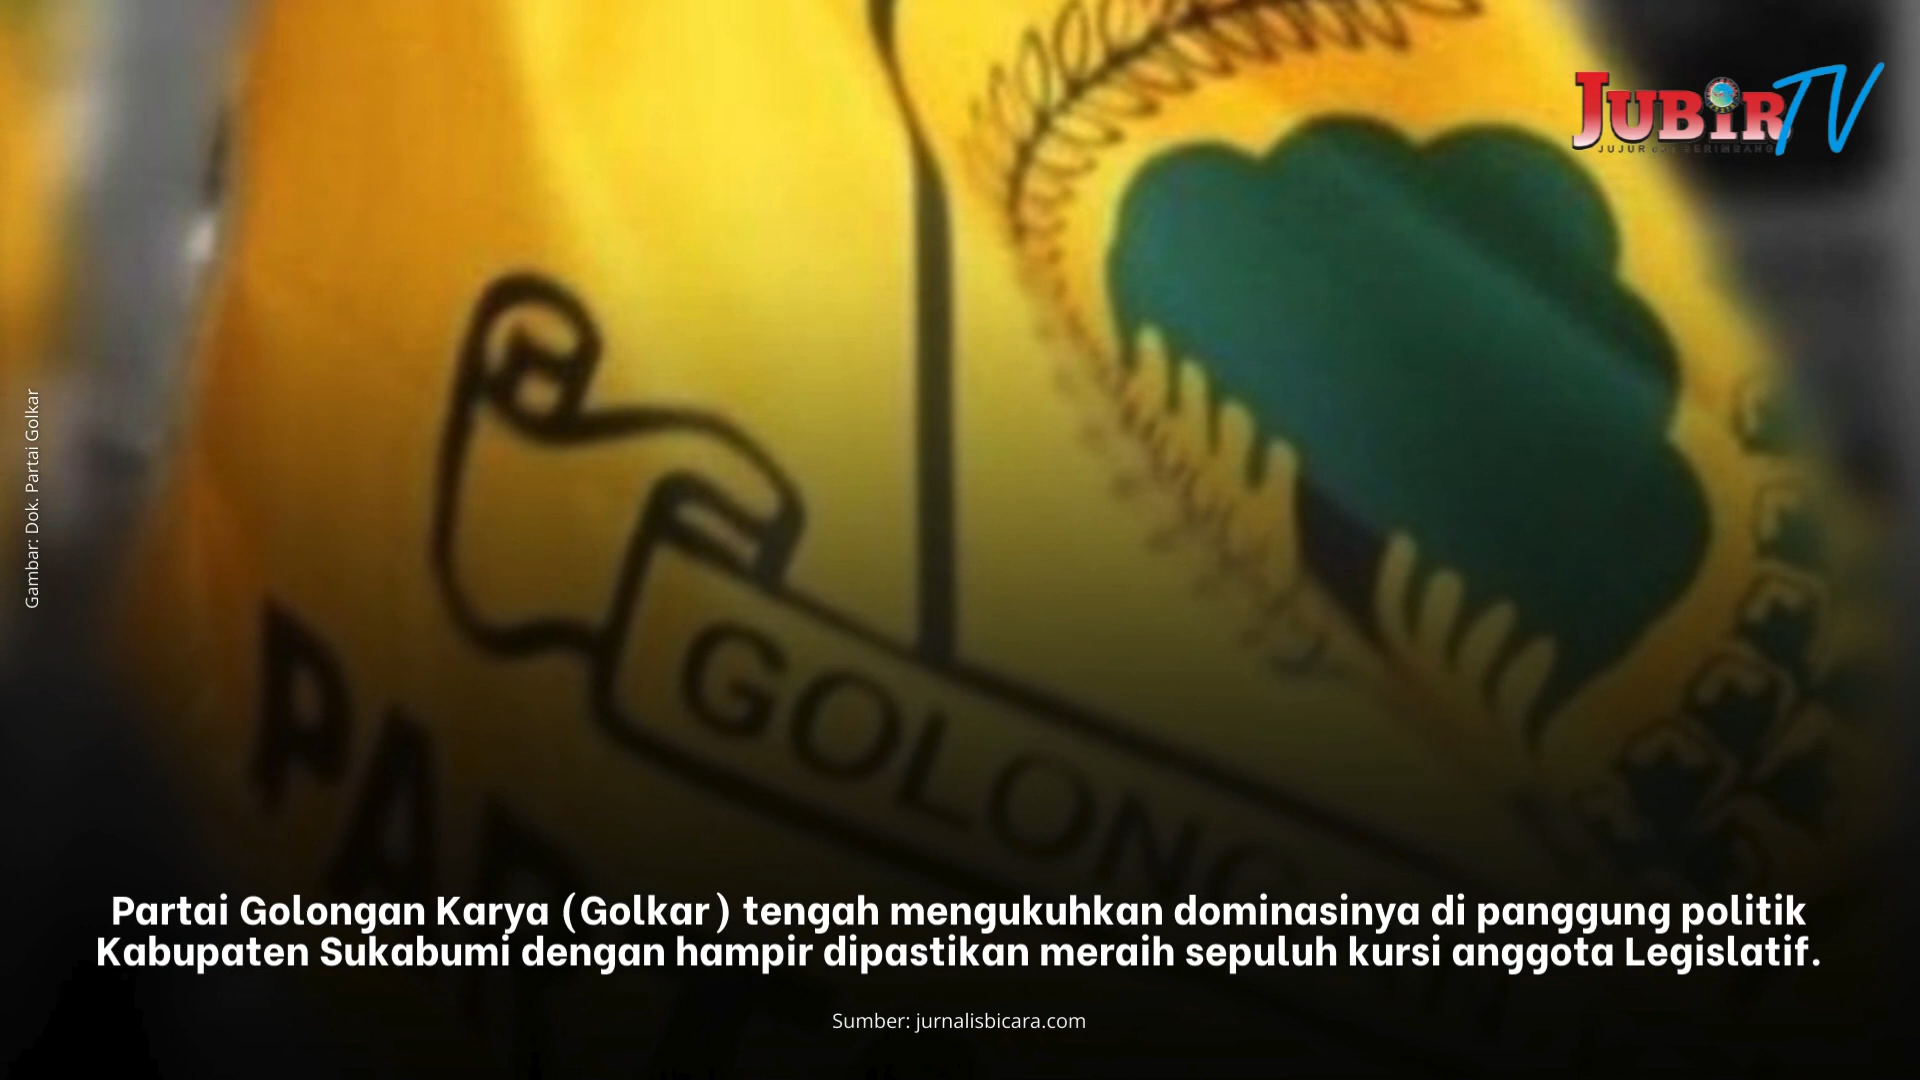 JUBIR TV
Gambar: Dok. Partai Golkar
GOLONG
PAR
Partai Golongan Karya (Golkar) tengah mengukuhkan dominasinya di panggung politik
Kabupaten Sukabumi dengan hampir dipastikan meraih sepuluh kursi anggota Legislatif.
Sumber: jurnalisbicara.com